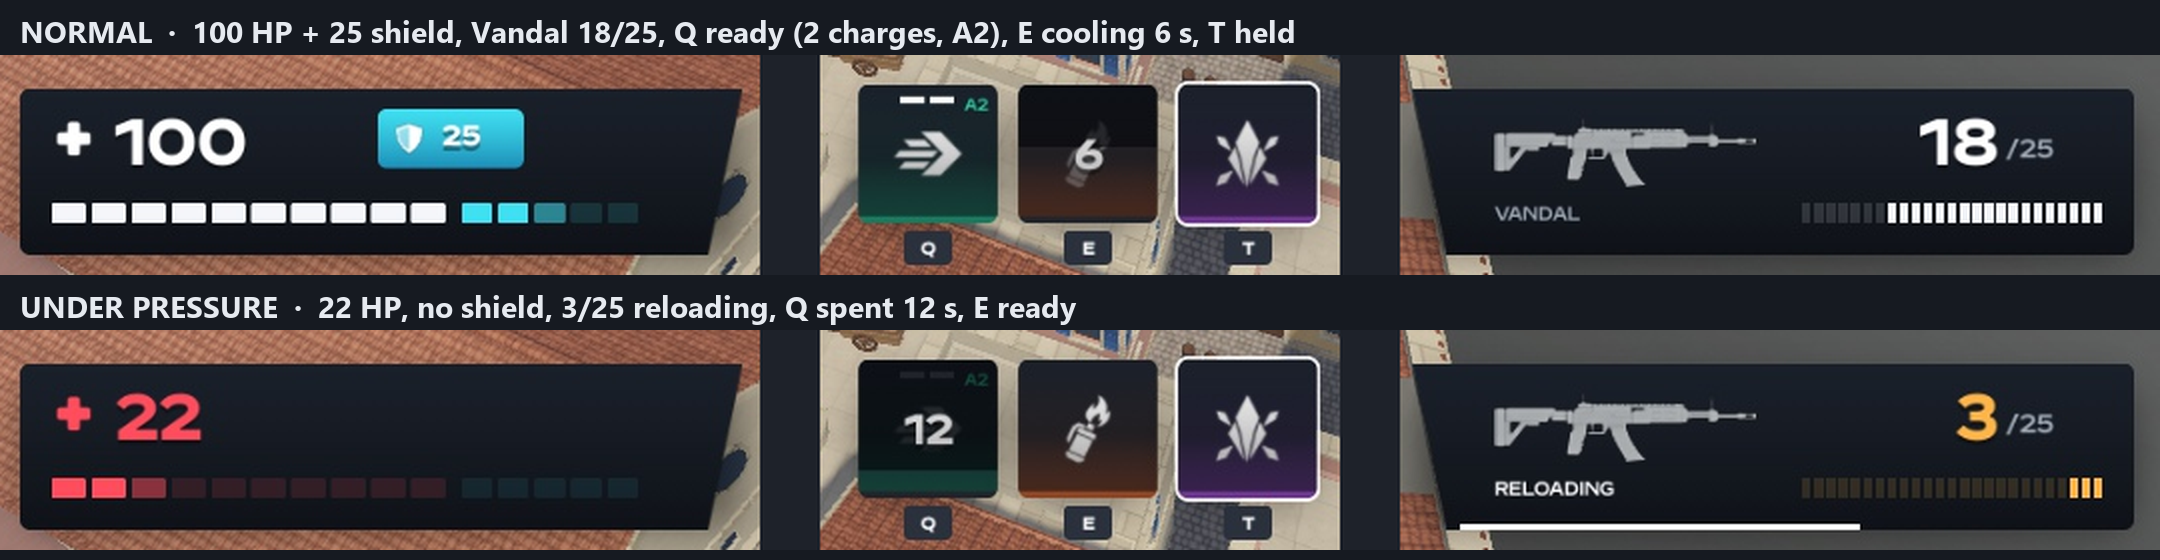 NORMAL · 100 HP + 25 shield, Vandal 18/25, Q ready (2 charges, A2), E cooling 6 s, T held
+ 100
25
A2
6
18 /25
VANDAL
Q
E
T
UNDER PRESSURE · 22 HP, no shield, 3/25 reloading, Q spent 12 s, E ready
+ 22
A2
12
3 /25
RELOADING
Q
E
T